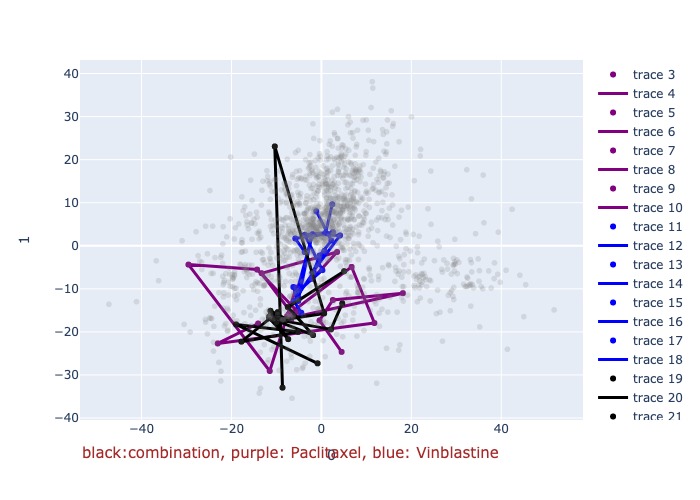 40
30
20
10
0
−10
−20
−30
−40
1
−40
−20
0
20
40
0
black:combination, purple: Paclitaxel, blue: Vinblastine
trace 3
trace 4
trace 5
trace 6
trace 7
trace 8
trace 9
trace 10
trace 11
trace 12
trace 13
trace 14
trace 15
trace 16
trace 17
trace 18
trace 19
trace 20
trace 21